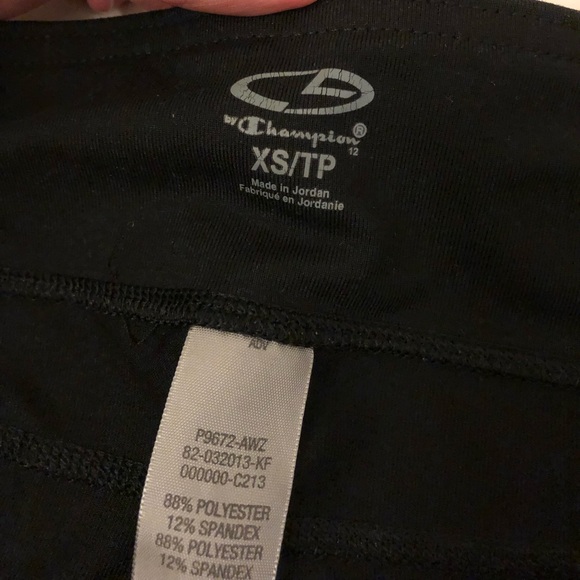 by Champion®
12
XS/TP
Made in Jordan
Fabriqué en Jordanie
ADV
P9672-AWZ
82-032013-KF
000000-C213
88% POLYESTER
12% SPANDEX
88% POLYESTER
12% SPANDEX